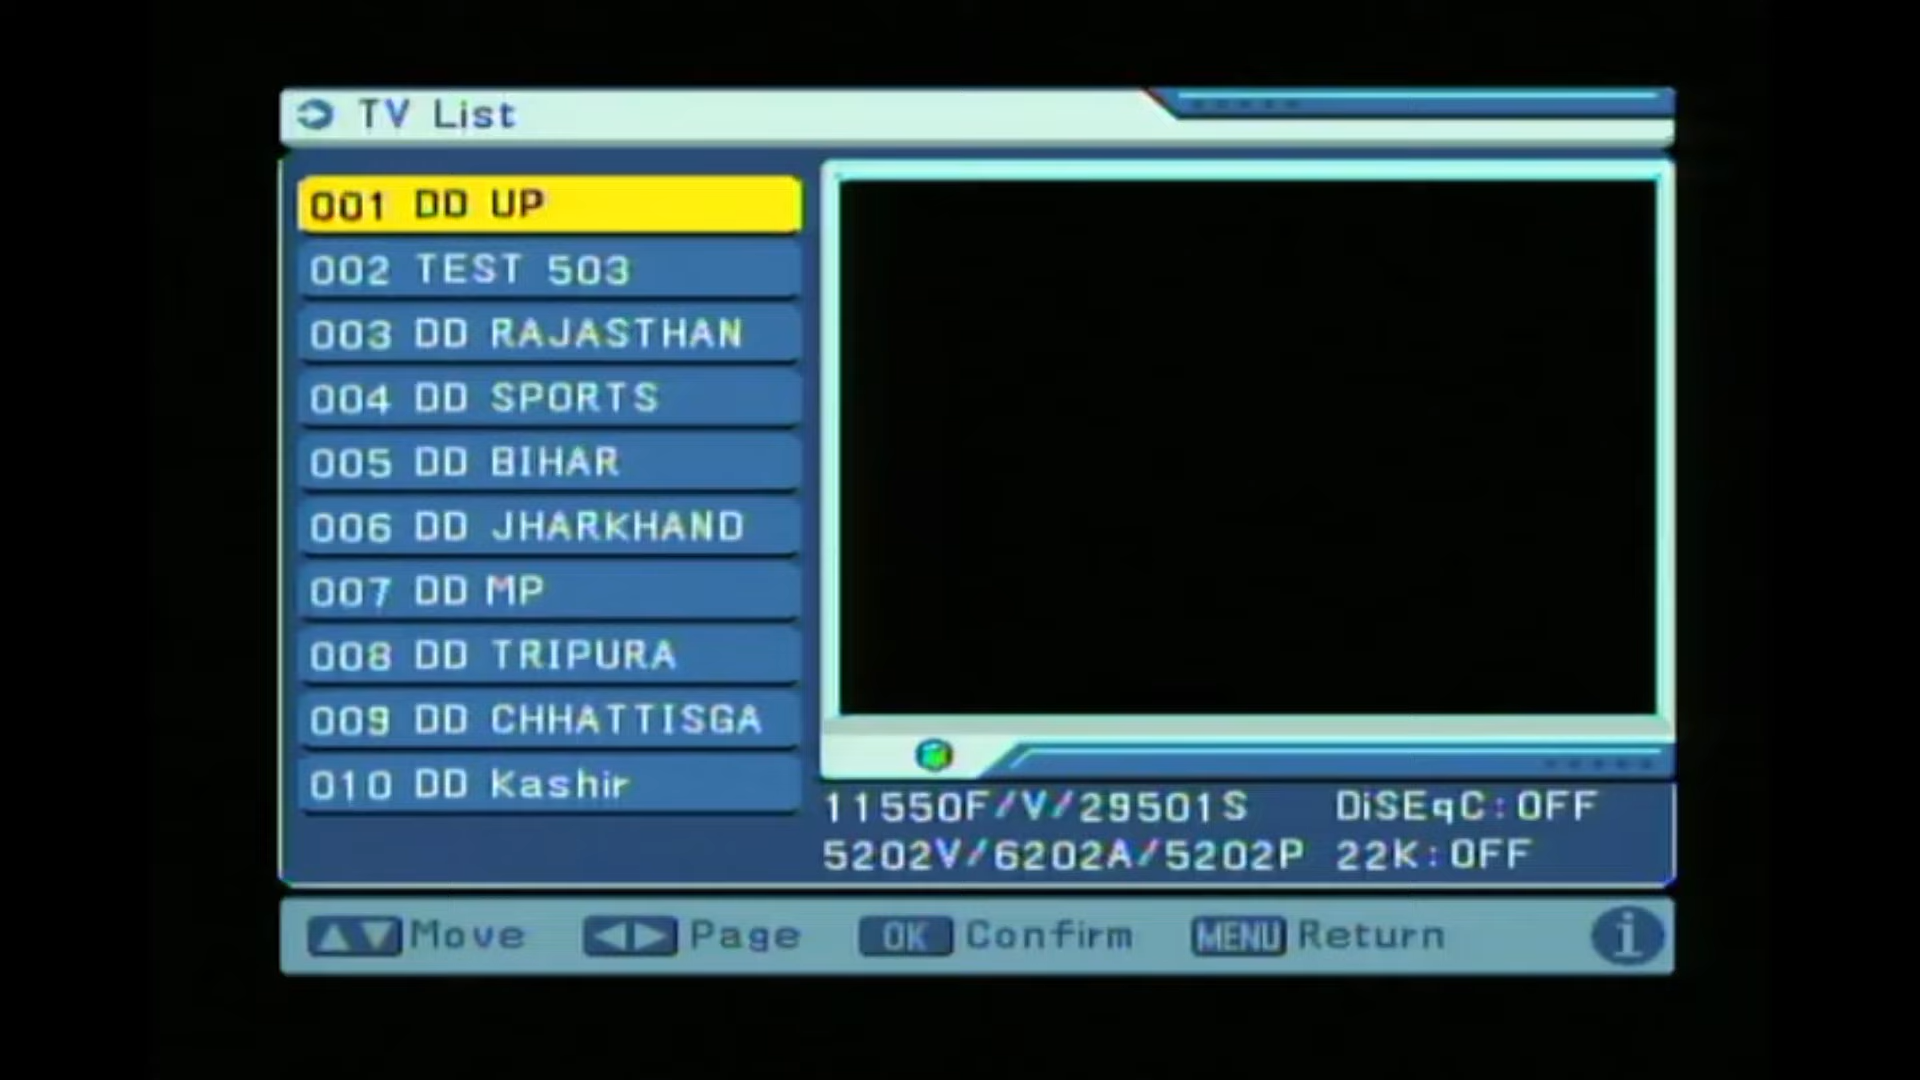 TV List
001 DD UP
002 TEST 503
003 DD RAJASTHAN
004 DD SPORTS
005 DD BIHAR
006 DD JHARKHAND
007 DD MP
008 DD TRIPURA
009 DD CHHATTISGA
010 DD Kashir
11550F/V/29501S DiSEqC:OFF
5202V/6202A/5202P 22K:OFF
Move Page OK Confirm MENU Return i